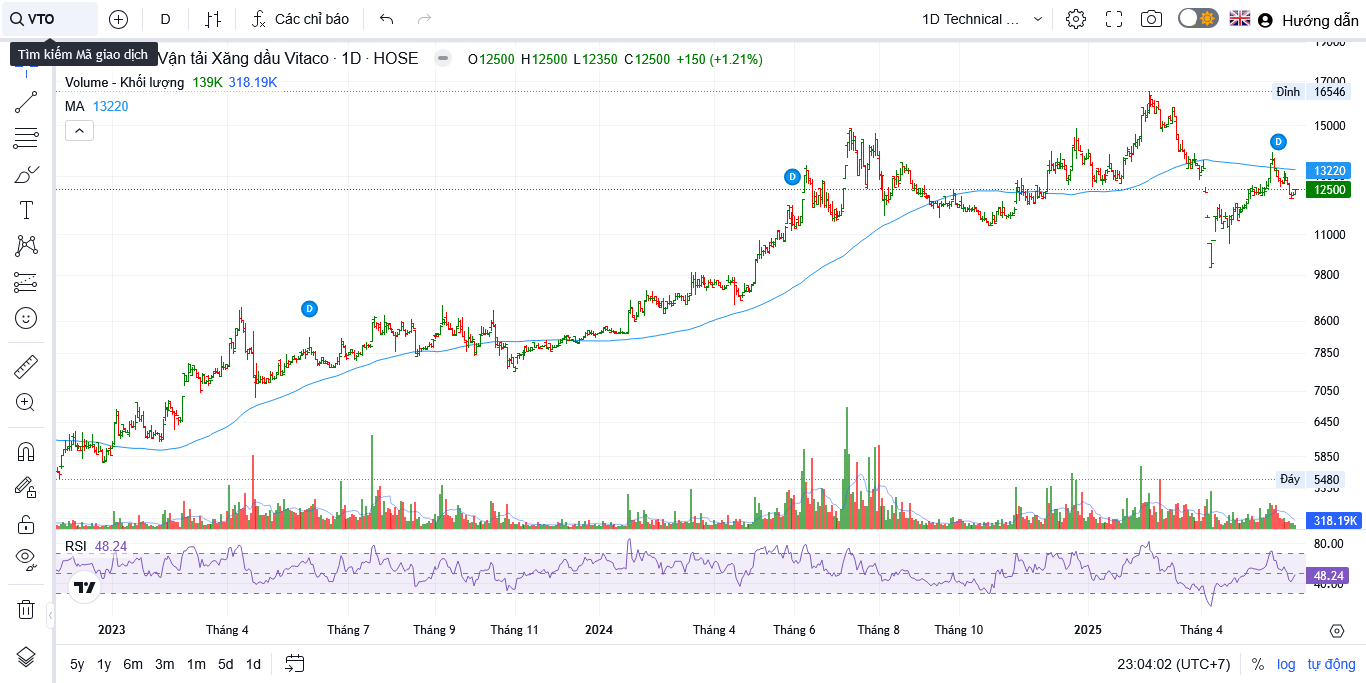 VTO
D
Các chỉ báo
1D Technical ...
Hướng dẫn
Tìm kiếm Mã giao dịch
Vận tải Xăng dầu Vitaco · 1D · HOSE
O12500 H12500 L12350 C12500 +150 (+1.21%)
Volume - Khối lượng 139K 318.19K
MA 13220
17000
Đỉnh 16546
15000
D
D
13220
12500
11000
9800
D
8600
7850
7050
6450
5850
Đáy 5480
318.19K
RSI 48.24
80.00
48.24
40.00
2023
Tháng 4
Tháng 7
Tháng 9
Tháng 11
2024
Tháng 4
Tháng 6
Tháng 8
Tháng 10
2025
Tháng 4
5y 1y 6m 3m 1m 5d 1d
23:04:02 (UTC+7)
% log tự động